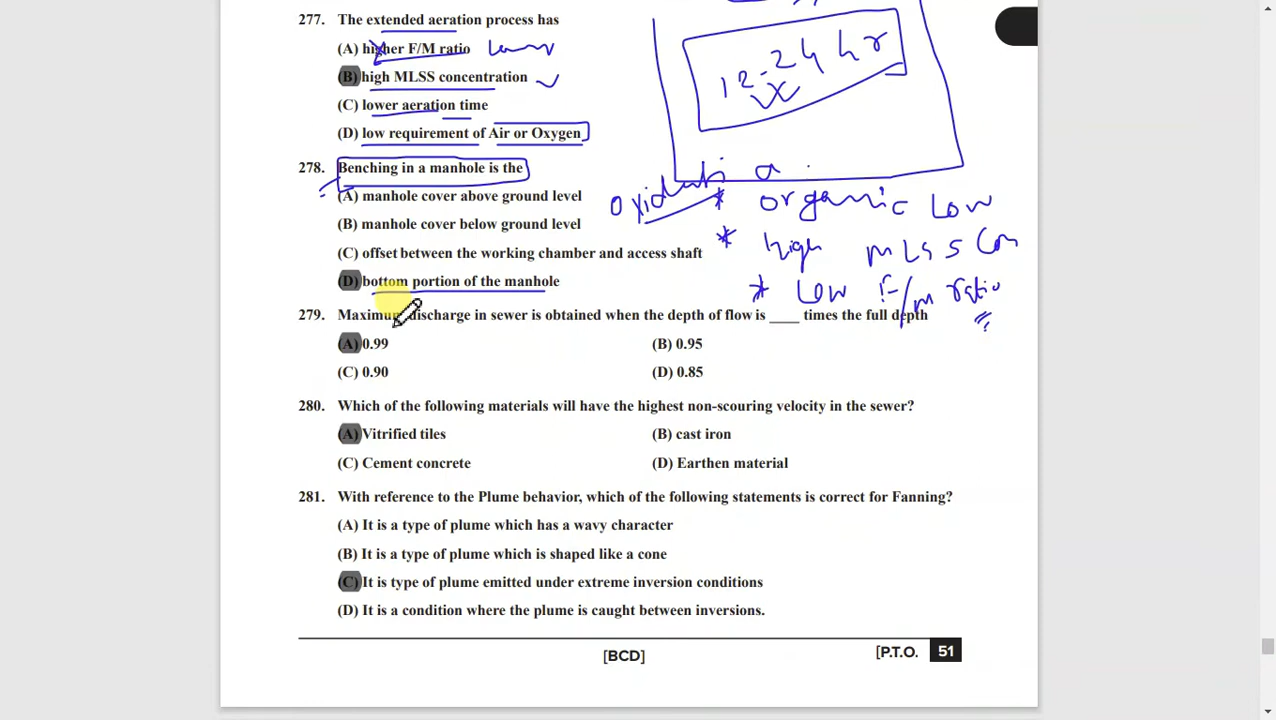 277. The extended aeration process has
(A) higher F/M ratio low
(B) high MLSS concentration
(C) lower aeration time
(D) low requirement of Air or Oxygen
12-24 hr
278. Benching in a manhole is the
(A) manhole cover above ground level
(B) manhole cover below ground level
(C) offset between the working chamber and access shaft
(D) bottom portion of the manhole
* organic low
* high MLSS Con
* Low F/M ratio
279. Maximum discharge in sewer is obtained when the depth of flow is ____ times the full depth
(A) 0.99 (B) 0.95
(C) 0.90 (D) 0.85
280. Which of the following materials will have the highest non-scouring velocity in the sewer?
(A) Vitrified tiles (B) cast iron
(C) Cement concrete (D) Earthen material
281. With reference to the Plume behavior, which of the following statements is correct for Fanning?
(A) It is a type of plume which has a wavy character
(B) It is a type of plume which is shaped like a cone
(C) It is type of plume emitted under extreme inversion conditions
(D) It is a condition where the plume is caught between inversions.
[BCD] [P.T.O. 51